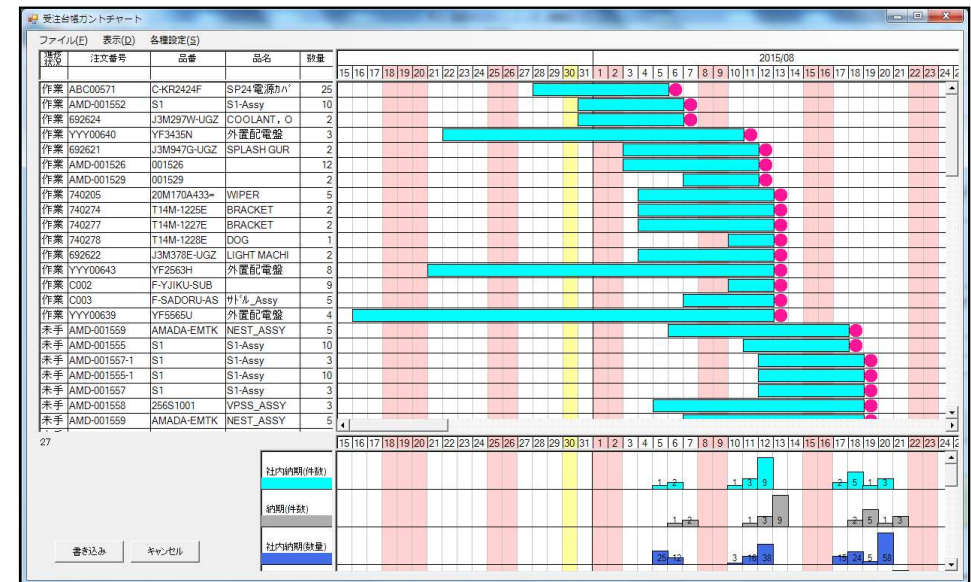 受注台帳ガントチャート
ファイル(F) 表示(D) 各種設定(S)
進捗状況 注文番号 品番 品名 数量
2015/08
15 16 17 18 19 20 21 22 23 24 25 26 27 28 29 30 31 1 2 3 4 5 6 7 8 9 10 11 12 13 14 15 16 17 18 19 20 21 22 23 24 2
作業 ABC00571 C-KR2424F SP24電源カバ 25
作業 AMD-001552 S1 S1-Assy 10
作業 692624 J3M297W-UGZ COOLANT, O 2
作業 YYY00640 YF3435N 外置配電盤 3
作業 692621 J3M947G-UGZ SPLASH GUR 2
作業 AMD-001526 001526 12
作業 AMD-001529 001529 2
作業 740205 20M170A433= WIPER 5
作業 740274 T14M-1225E BRACKET 2
作業 740277 T14M-1227E BRACKET 2
作業 740278 T14M-1228E DOG 1
作業 692622 J3M378E-UGZ LIGHT MACHI 2
作業 YYY00643 YF2563H 外置配電盤 8
作業 C002 F-YJIKU-SUB 9
作業 C003 F-SADORU-AS サドル_Assy 5
作業 YYY00639 YF5565U 外置配電盤 4
未手 AMD-001559 AMADA-EMTK NEST_ASSY 5
未手 AMD-001555 S1 S1-Assy 10
未手 AMD-001557-1 S1 S1-Assy 3
未手 AMD-001555-1 S1 S1-Assy 10
未手 AMD-001557 S1 S1-Assy 3
未手 AMD-001558 256S1001 VPSS_ASSY 3
未手 AMD-001559 AMADA-EMTK NEST_ASSY 5
27
15 16 17 18 19 20 21 22 23 24 25 26 27 28 29 30 31 1 2 3 4 5 6 7 8 9 10 11 12 13 14 15 16 17 18 19 20 21 22 23 24 2
社内納期(件数) 1 2 1 3 9 2 5 1 3
納期(件数) 1 2 1 3 9 2 5 1 3
社内納期(数量) 25 12 3 16 38 15 24 5 58
書き込み キャンセル